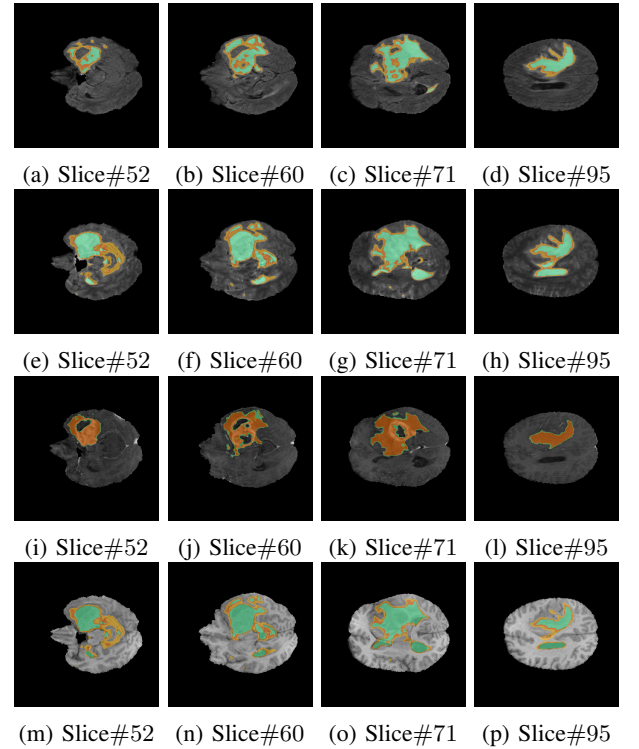 (a) Slice#52 (b) Slice#60 (c) Slice#71 (d) Slice#95
(e) Slice#52 (f) Slice#60 (g) Slice#71 (h) Slice#95
(i) Slice#52 (j) Slice#60 (k) Slice#71 (l) Slice#95
(m) Slice#52 (n) Slice#60 (o) Slice#71 (p) Slice#95